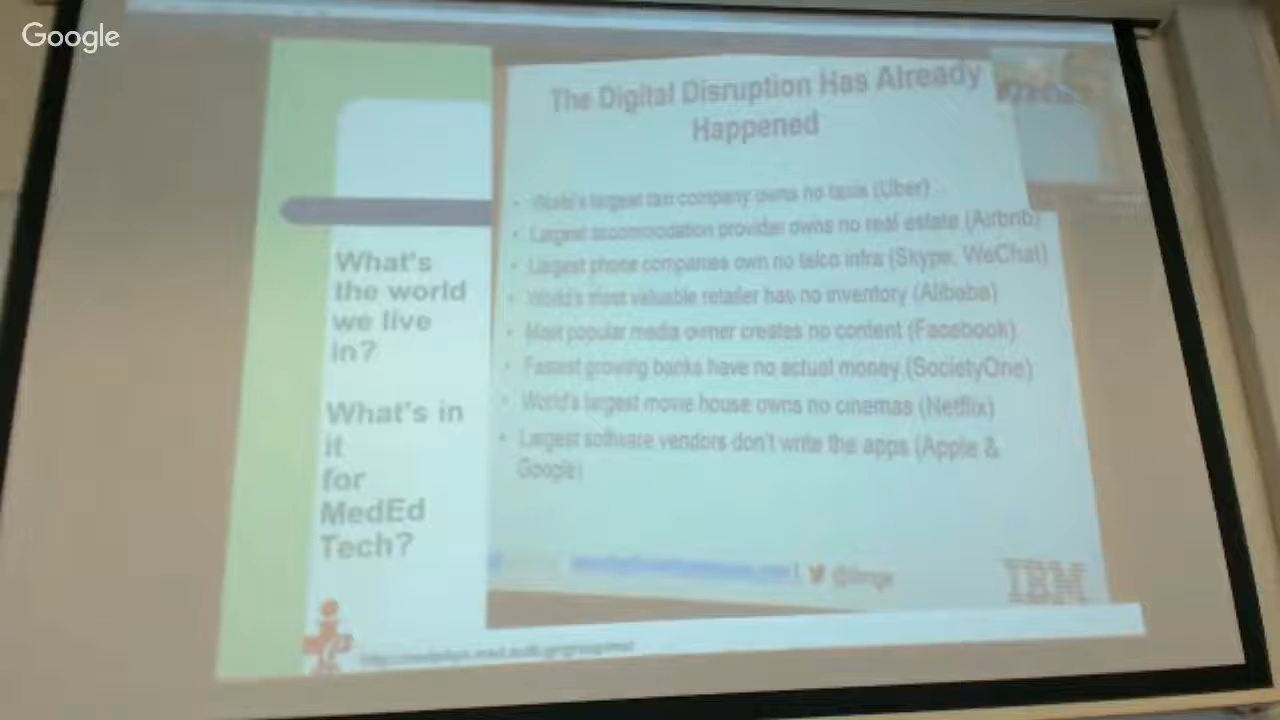 Google
The Digital Disruption Has Already
Happened
World's largest taxi company owns no taxis (Uber)
Largest accommodation provider owns no real estate (Airbnb)
Largest phone companies own no telco infra (Skype, WeChat)
World's most valuable retailer has no inventory (Alibaba)
Most popular media owner creates no content (Facebook)
Fastest growing banks have no actual money (SocietyOne)
World's largest movie house owns no cinemas (Netflix)
Largest software vendors don't write the apps (Apple &
Google)
IBM
What's
the world
we live
in?
What's in
it
for
MedEd
Tech?